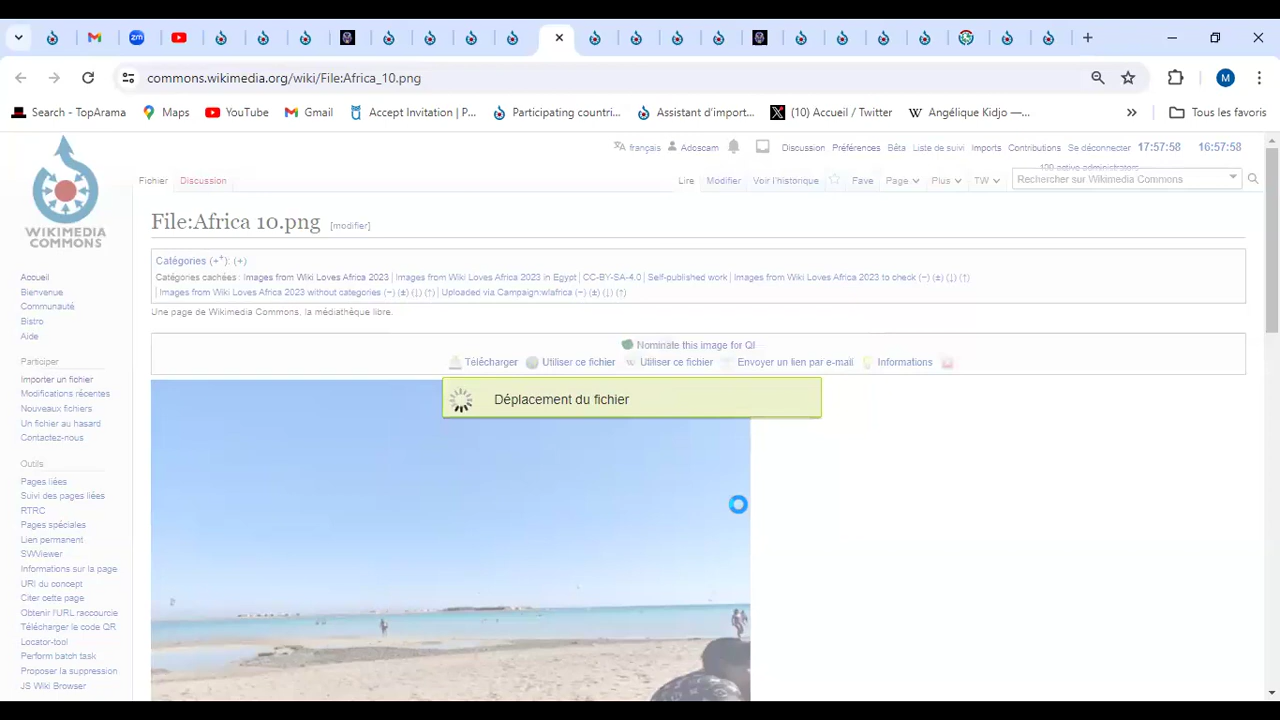 zm
commons.wikimedia.org/wiki/File:Africa_10.png
M
Search - TopArama
Maps
YouTube
Gmail
Accept Invitation | P...
Participating countri...
Assistant d'import...
(10) Accueil / Twitter
Angélique Kidjo —...
»
Tous les favoris
français
Adoscam
Discussion
Préférences
Bêta
Liste de suivi
Imports
Contributions
Se déconnecter
17:57:58
16:57:58
199 active administrators
Fichier
Discussion
Lire
Modifier
Voir l'historique
Fave
Page
Plus
TW
Rechercher sur Wikimedia Commons
WIKIMEDIA
COMMONS
File:Africa 10.png [modifier]
Catégories (+⁺): (+)
Catégories cachées : Images from Wiki Loves Africa 2023 | Images from Wiki Loves Africa 2023 in Egypt | CC-BY-SA-4.0 | Self-published work | Images from Wiki Loves Africa 2023 to check (−) (±) (↓) (↑)
| Images from Wiki Loves Africa 2023 without categories (−) (±) (↓) (↑) | Uploaded via Campaign:wlafrica (−) (±) (↓) (↑)
Une page de Wikimedia Commons, la médiathèque libre.
Nominate this image for QI
Télécharger
Utiliser ce fichier
W Utiliser ce fichier
Envoyer un lien par e-mail
Informations
Déplacement du fichier
Accueil
Bienvenue
Communauté
Bistro
Aide
Participer
Importer un fichier
Modifications récentes
Nouveaux fichiers
Un fichier au hasard
Contactez-nous
Outils
Pages liées
Suivi des pages liées
RTRC
Pages spéciales
Lien permanent
SWViewer
Informations sur la page
URI du concept
Citer cette page
Obtenir l'URL raccourcie
Télécharger le code QR
Locator-tool
Perform batch task
Proposer la suppression
JS Wiki Browser